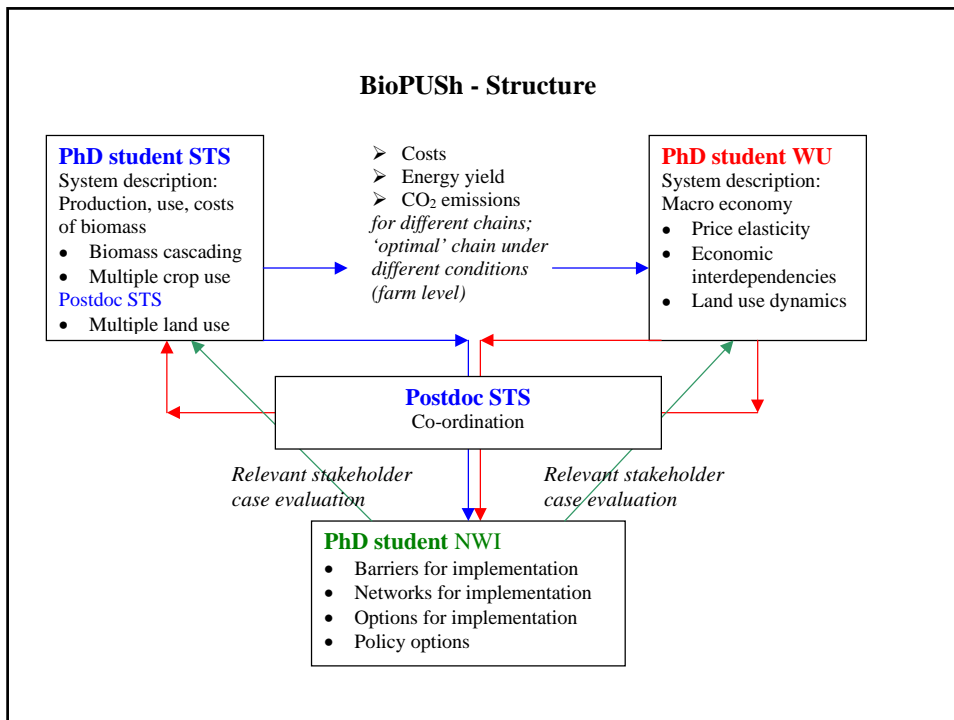 BioPUSh - Structure
PhD student STS
System description:
Production, use, costs
of biomass
• Biomass cascading
• Multiple crop use
Postdoc STS
• Multiple land use
➢ Costs
➢ Energy yield
➢ CO₂ emissions
for different chains;
‘optimal’ chain under
different conditions
(farm level)
PhD student WU
System description:
Macro economy
• Price elasticity
• Economic
interdependencies
• Land use dynamics
Postdoc STS
Co-ordination
Relevant stakeholder
case evaluation
Relevant stakeholder
case evaluation
PhD student NWI
• Barriers for implementation
• Networks for implementation
• Options for implementation
• Policy options